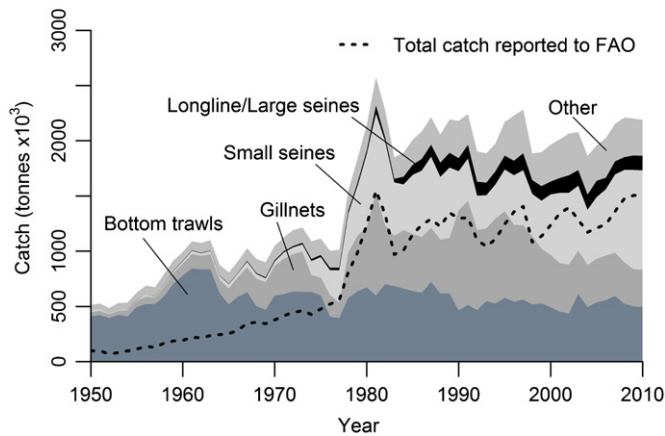 3000
Total catch reported to FAO
Longline/Large seines
Other
2000
Small seines
Catch (tonnes x10³)
Bottom trawls
Gillnets
1000
500
0
1950
1960
1970
1980
1990
2000
2010
Year